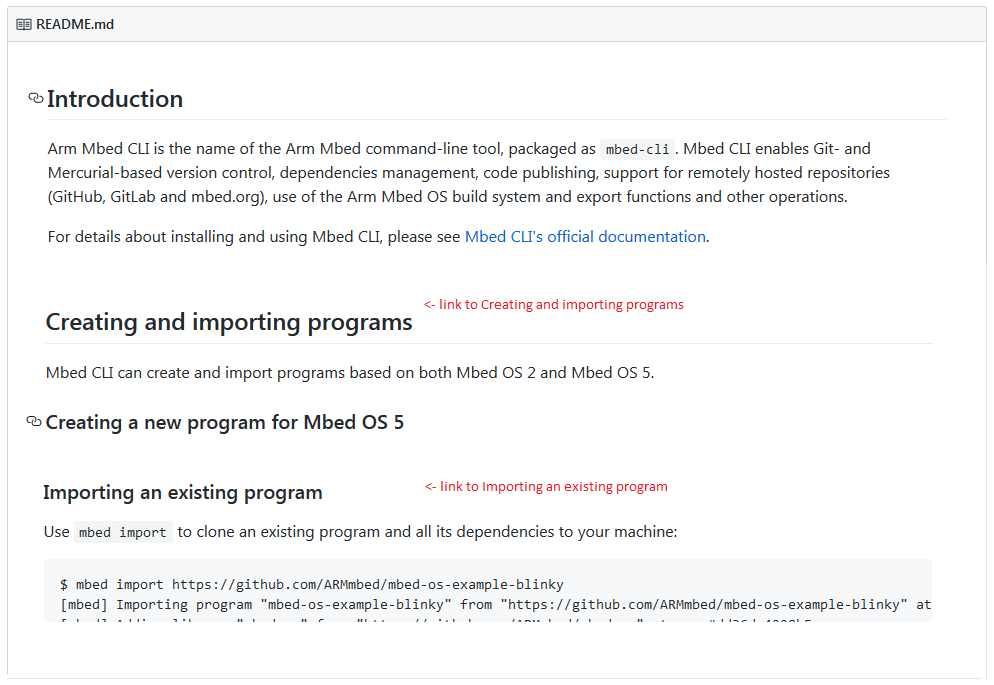 README.md
Introduction
Arm Mbed CLI is the name of the Arm Mbed command-line tool, packaged as mbed-cli. Mbed CLI enables Git- and
Mercurial-based version control, dependencies management, code publishing, support for remotely hosted repositories
(GitHub, GitLab and mbed.org), use of the Arm Mbed OS build system and export functions and other operations.
For details about installing and using Mbed CLI, please see Mbed CLI's official documentation.
<- link to Creating and importing programs
Creating and importing programs
Mbed CLI can create and import programs based on both Mbed OS 2 and Mbed OS 5.
Creating a new program for Mbed OS 5
<- link to Importing an existing program
Importing an existing program
Use mbed import to clone an existing program and all its dependencies to your machine:
$ mbed import https://github.com/ARMmbed/mbed-os-example-blinky
[mbed] Importing program "mbed-os-example-blinky" from "https://github.com/ARMmbed/mbed-os-example-blinky" at